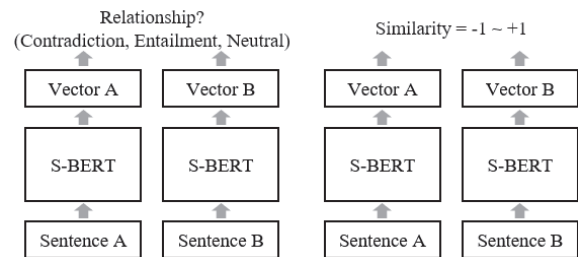 Relationship?
(Contradiction, Entailment, Neutral)
Similarity = -1 ~ +1
Vector A
Vector B
Vector A
Vector B
S-BERT
S-BERT
S-BERT
S-BERT
Sentence A
Sentence B
Sentence A
Sentence B